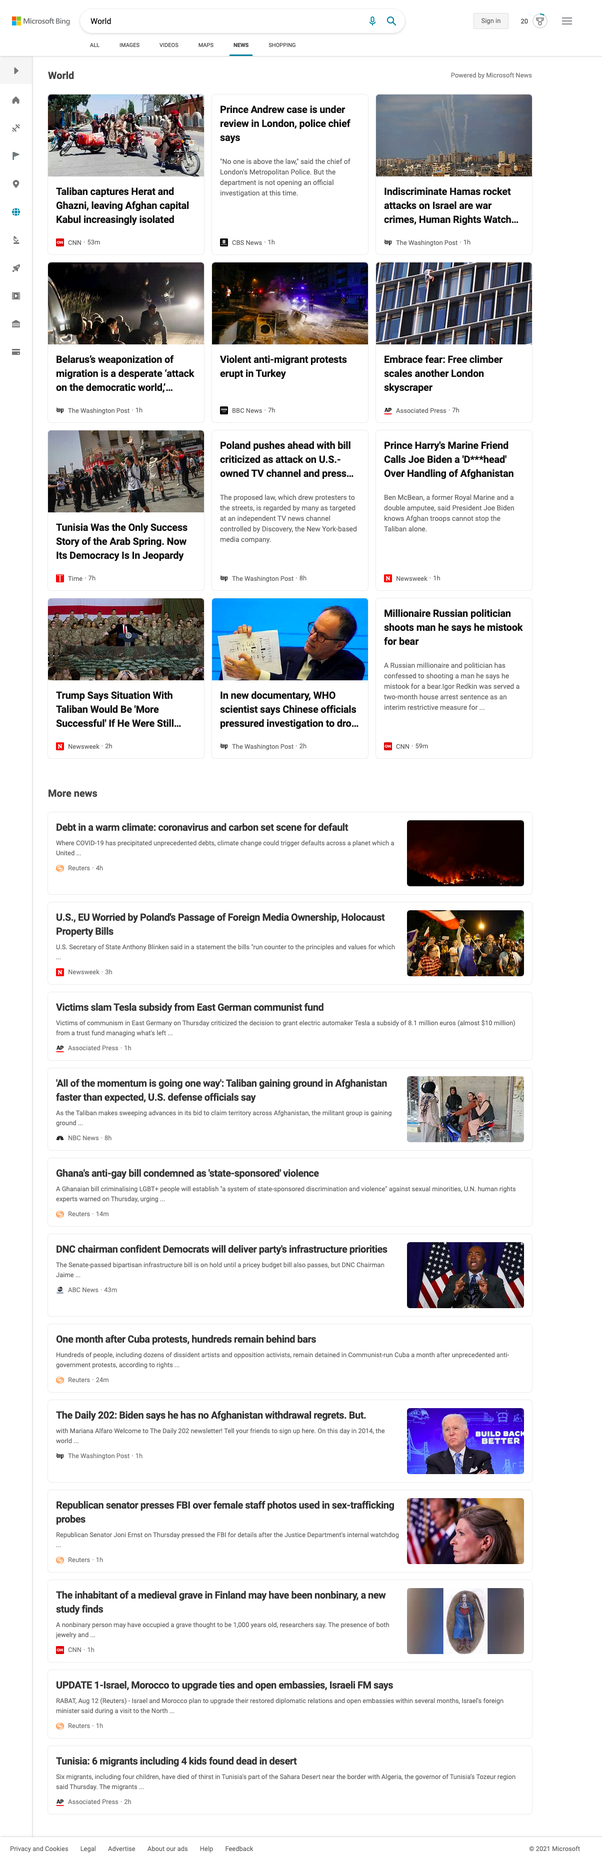 Microsoft Bing
World
Sign in
20
ALL
IMAGES
VIDEOS
MAPS
NEWS
SHOPPING
World
Powered by Microsoft News
Taliban captures Herat and
Ghazni, leaving Afghan capital
Kabul increasingly isolated
CNN · 53m
Prince Andrew case is under
review in London, police chief
says
"No one is above the law," said the chief of
London's Metropolitan Police. But the
department is not opening an official
investigation at this time.
CBS News · 1h
Indiscriminate Hamas rocket
attacks on Israel are war
crimes, Human Rights Watch...
wp The Washington Post · 1h
Belarus's weaponization of
migration is a desperate 'attack
on the democratic world,'...
wp The Washington Post · 1h
Violent anti-migrant protests
erupt in Turkey
BBC News · 7h
Embrace fear: Free climber
scales another London
skyscraper
AP Associated Press · 7h
Tunisia Was the Only Success
Story of the Arab Spring. Now
Its Democracy Is In Jeopardy
Time · 7h
Poland pushes ahead with bill
criticized as attack on U.S.-
owned TV channel and press...
The proposed law, which drew protesters to
the streets, is regarded by many as targeted
at an independent TV news channel
controlled by Discovery, the New York-based
media company.
wp The Washington Post · 8h
Prince Harry's Marine Friend
Calls Joe Biden a 'D***head'
Over Handling of Afghanistan
Ben McBean, a former Royal Marine and a
double amputee, said President Joe Biden
knows Afghan troops cannot stop the
Taliban alone.
N Newsweek · 1h
Trump Says Situation With
Taliban Would Be 'More
Successful' If He Were Still...
N Newsweek · 2h
In new documentary, WHO
scientist says Chinese officials
pressured investigation to dro...
wp The Washington Post · 2h
Millionaire Russian politician
shoots man he says he mistook
for bear
A Russian millionaire and politician has
confessed to shooting a man he says he
mistook for a bear.Igor Redkin was served a
two-month house arrest sentence as an
interim restrictive measure for ...
CNN · 59m
More news
Debt in a warm climate: coronavirus and carbon set scene for default
Where COVID-19 has precipitated unprecedented debts, climate change could trigger defaults across a planet which a
United ...
Reuters · 4h
U.S., EU Worried by Poland's Passage of Foreign Media Ownership, Holocaust
Property Bills
U.S. Secretary of State Anthony Blinken said in a statement the bills "run counter to the principles and values for which
...
N Newsweek · 3h
Victims slam Tesla subsidy from East German communist fund
Victims of communism in East Germany on Thursday criticized the decision to grant electric automaker Tesla a subsidy of 8.1 million euros (almost $10 million)
from a trust fund managing what's left ...
AP Associated Press · 1h
'All of the momentum is going one way': Taliban gaining ground in Afghanistan
faster than expected, U.S. defense officials say
As the Taliban makes sweeping advances in its bid to claim territory across Afghanistan, the militant group is gaining
ground ...
NBC News · 8h
Ghana's anti-gay bill condemned as 'state-sponsored' violence
A Ghanaian bill criminalising LGBT+ people will establish "a system of state-sponsored discrimination and violence" against sexual minorities, U.N. human rights
experts warned on Thursday, urging ...
Reuters · 14m
DNC chairman confident Democrats will deliver party's infrastructure priorities
The Senate-passed bipartisan infrastructure bill is on hold until a pricey budget bill also passes, but DNC Chairman
Jaime ...
ABC News · 43m
One month after Cuba protests, hundreds remain behind bars
Hundreds of people, including dozens of dissident artists and opposition activists, remain detained in Communist-run Cuba a month after unprecedented anti-
government protests, according to rights ...
Reuters · 24m
The Daily 202: Biden says he has no Afghanistan withdrawal regrets. But.
with Mariana Alfaro Welcome to The Daily 202 newsletter! Tell your friends to sign up here. On this day in 2014, the
world ...
wp The Washington Post · 1h
BUILD BACK
BETTER
Republican senator presses FBI over female staff photos used in sex-trafficking
probes
Republican Senator Joni Ernst on Thursday pressed the FBI for details after the Justice Department's internal watchdog
...
Reuters · 1h
The inhabitant of a medieval grave in Finland may have been nonbinary, a new
study finds
A nonbinary person may have occupied a grave thought to be 1,000 years old, researchers say. The presence of both
jewelry and ...
CNN · 1h
UPDATE 1-Israel, Morocco to upgrade ties and open embassies, Israeli FM says
RABAT, Aug 12 (Reuters) - Israel and Morocco plan to upgrade their restored diplomatic relations and open embassies within several months, Israel's foreign
minister said during a visit to the North ...
Reuters · 1h
Tunisia: 6 migrants including 4 kids found dead in desert
Six migrants, including four children, have died of thirst in Tunisia's part of the Sahara Desert near the border with Algeria, the governor of Tunisia's Tozeur region
said Thursday. The migrants ...
AP Associated Press · 2h
Privacy and Cookies
Legal
Advertise
About our ads
Help
Feedback
© 2021 Microsoft